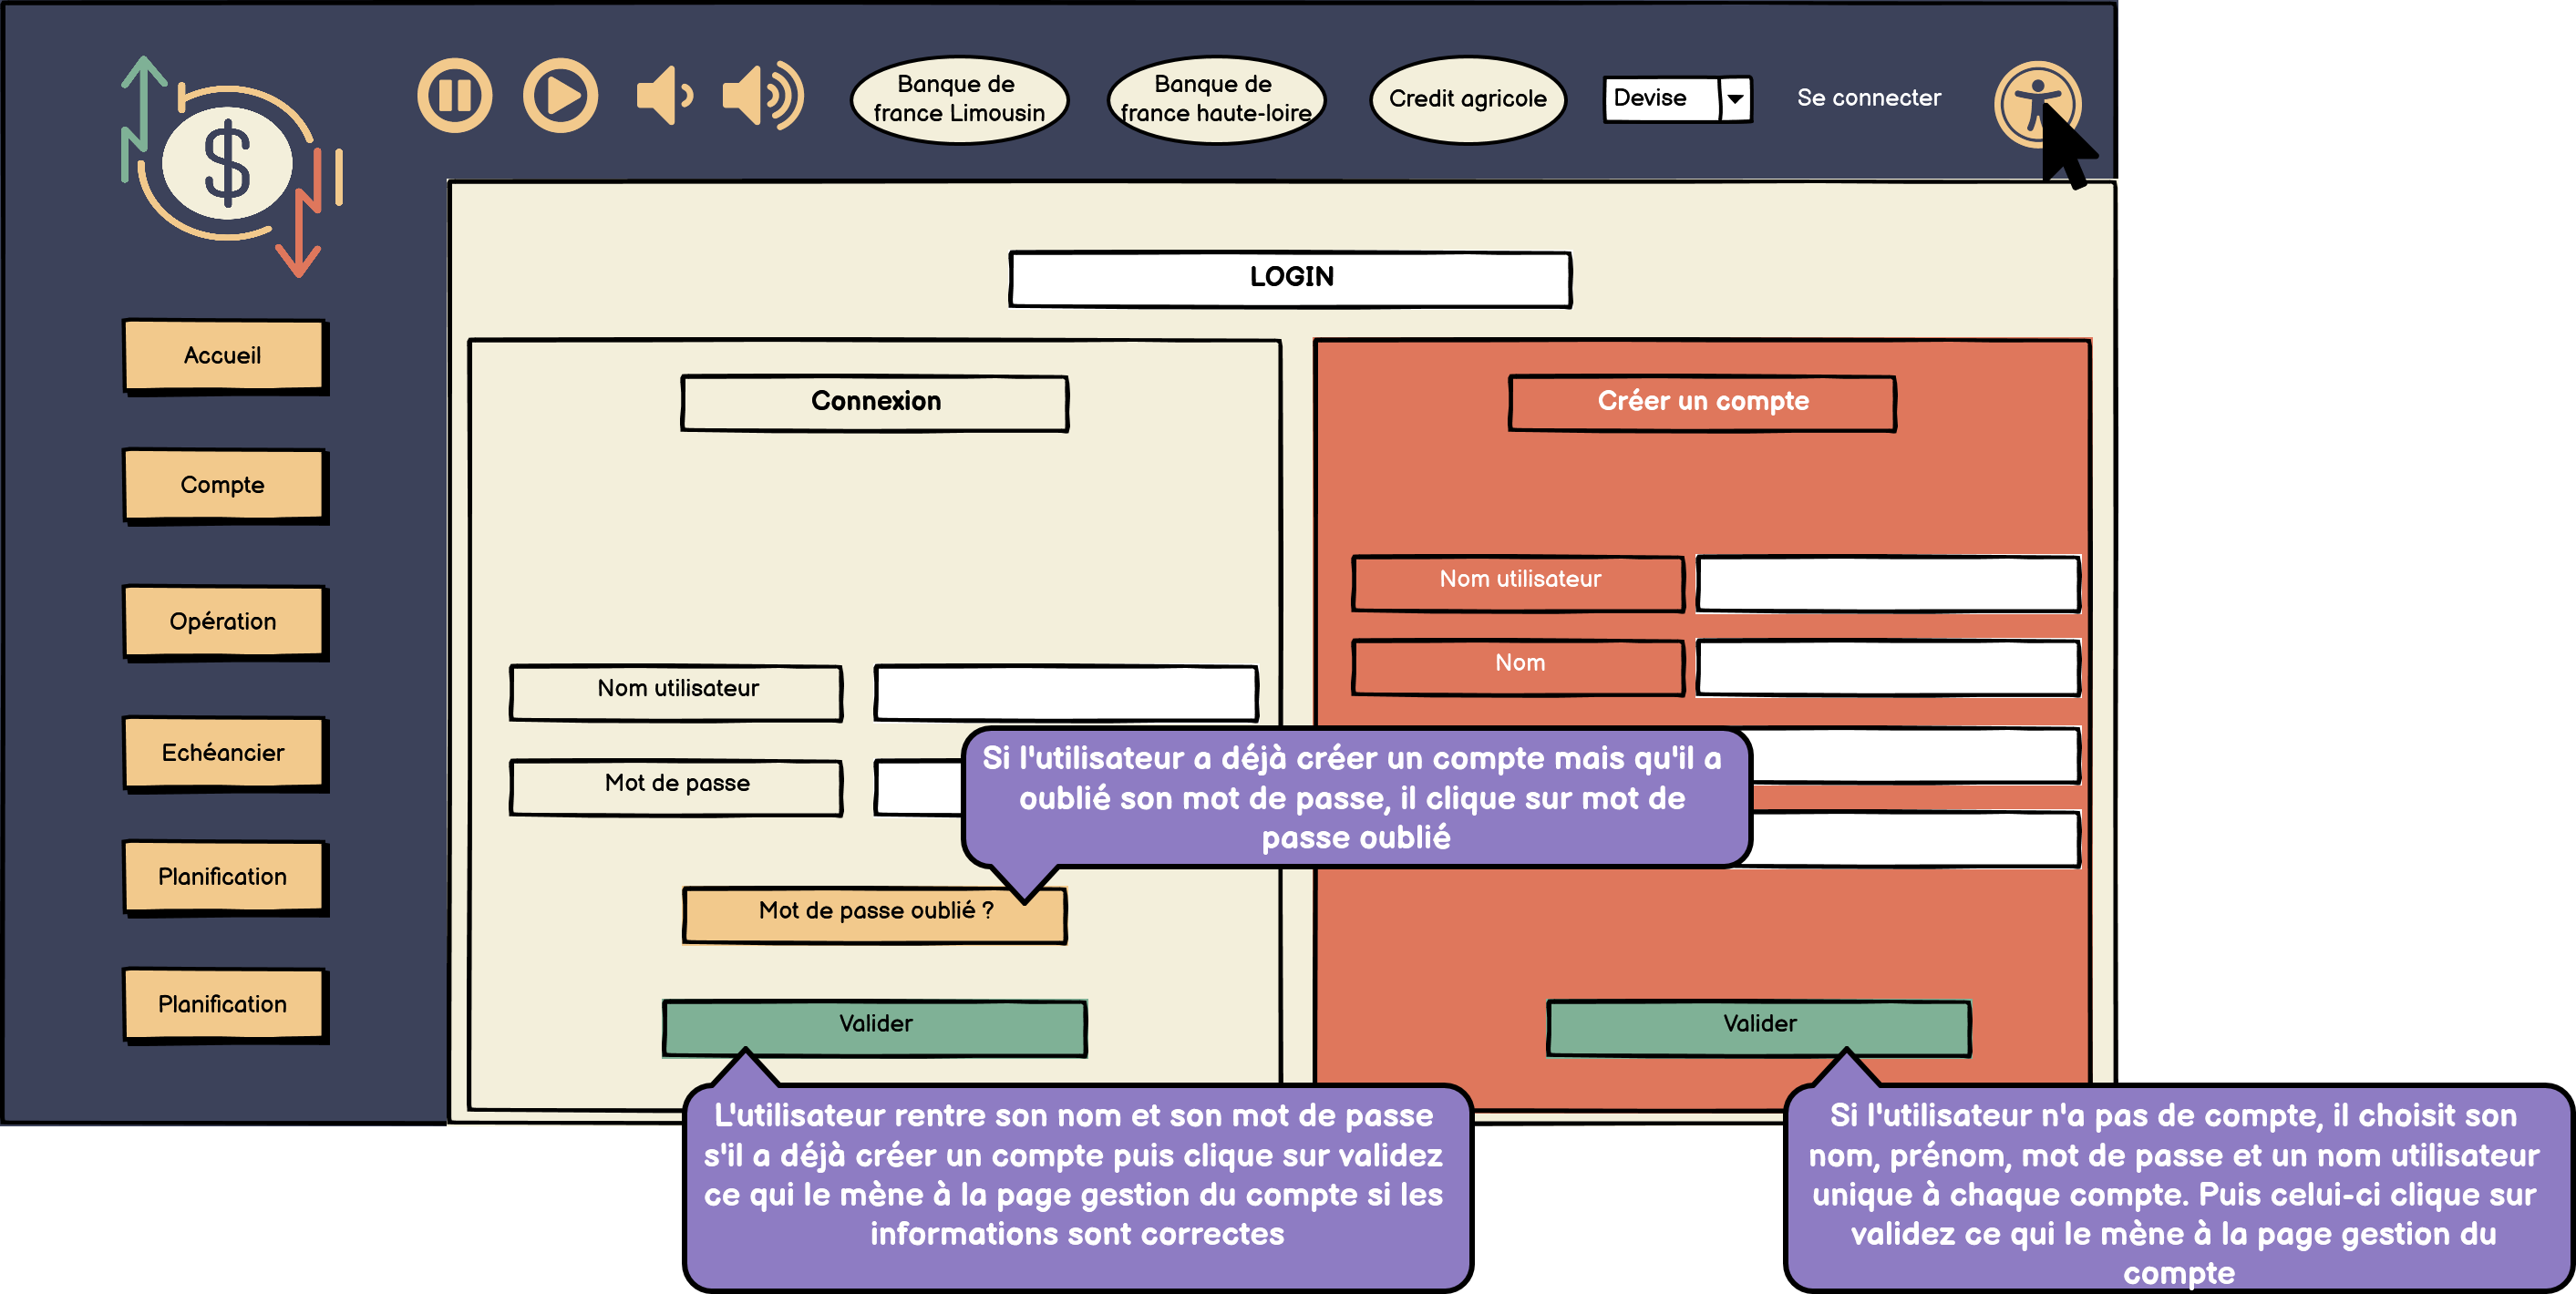 Banque de
france Limousin
Banque de
france haute-loire
Credit agricole
Devise
Se connecter
$
LOGIN
Accueil
Compte
Opération
Echéancier
Planification
Planification
Connexion
Nom utilisateur
Mot de passe
Mot de passe oublié ?
Valider
Créer un compte
Nom utilisateur
Nom
Valider
Si l'utilisateur a déjà créer un compte mais qu'il a
oublié son mot de passe, il clique sur mot de
passe oublié
L'utilisateur rentre son nom et son mot de passe
s'il a déjà créer un compte puis clique sur validez
ce qui le mène à la page gestion du compte si les
informations sont correctes
Si l'utilisateur n'a pas de compte, il choisit son
nom, prénom, mot de passe et un nom utilisateur
unique à chaque compte. Puis celui-ci clique sur
validez ce qui le mène à la page gestion du
compte